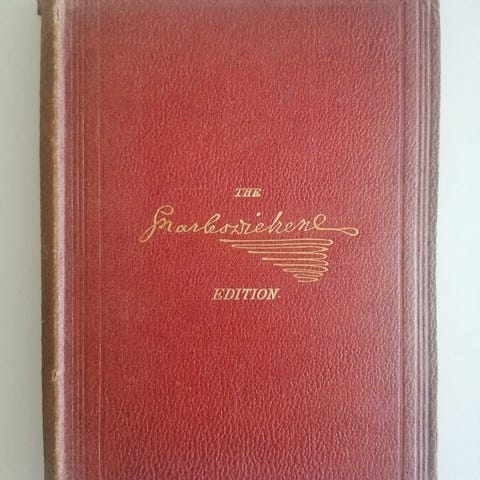 THE
Charles Dickens
EDITION.